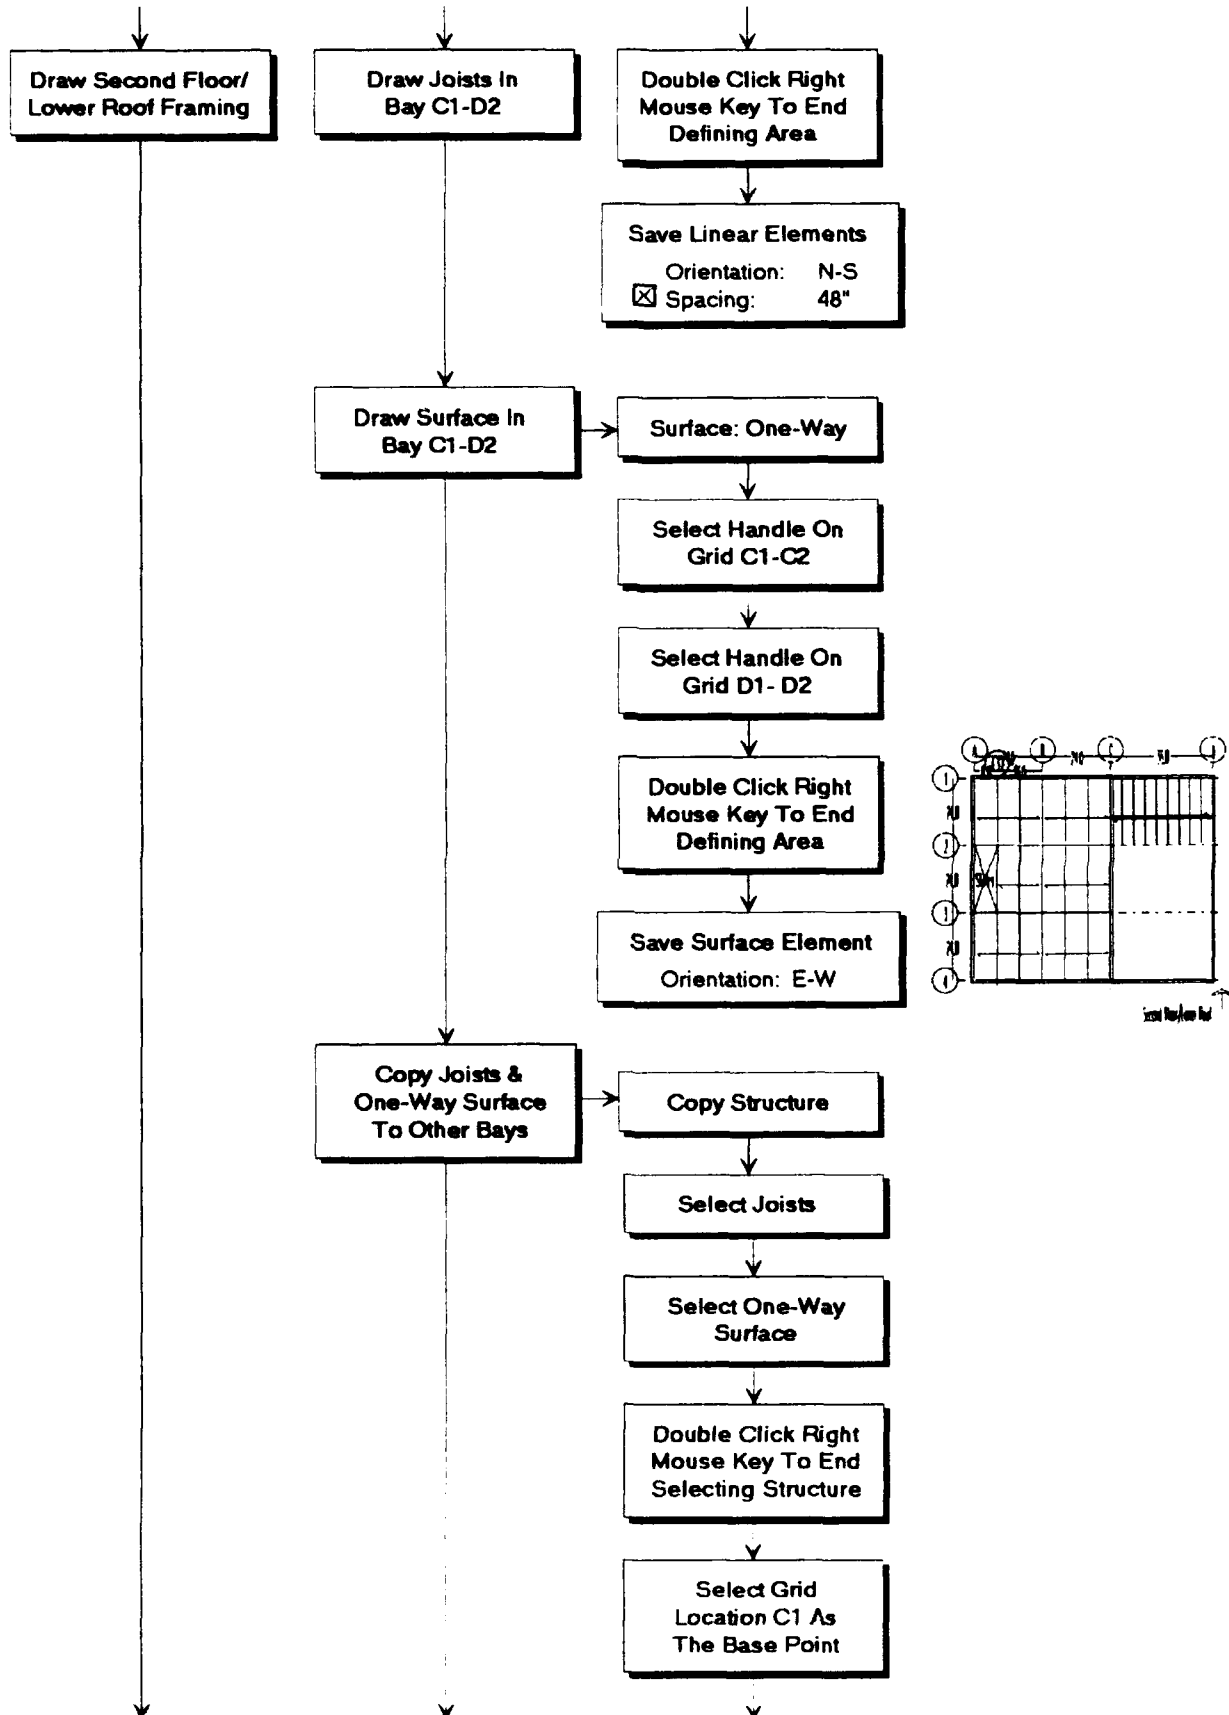 Draw Second Floor/
Lower Roof Framing
Draw Joists In
Bay C1-D2
Double Click Right
Mouse Key To End
Defining Area
Save Linear Elements
Orientation: N-S
Spacing: 48"
Draw Surface In
Bay C1-D2
Surface: One-Way
Select Handle On
Grid C1-C2
Select Handle On
Grid D1- D2
Double Click Right
Mouse Key To End
Defining Area
Save Surface Element
Orientation: E-W
A
C
1
2
3
4
Copy Joists &
One-Way Surface
To Other Bays
Copy Structure
Select Joists
Select One-Way
Surface
Double Click Right
Mouse Key To End
Selecting Structure
Select Grid
Location C1 As
The Base Point